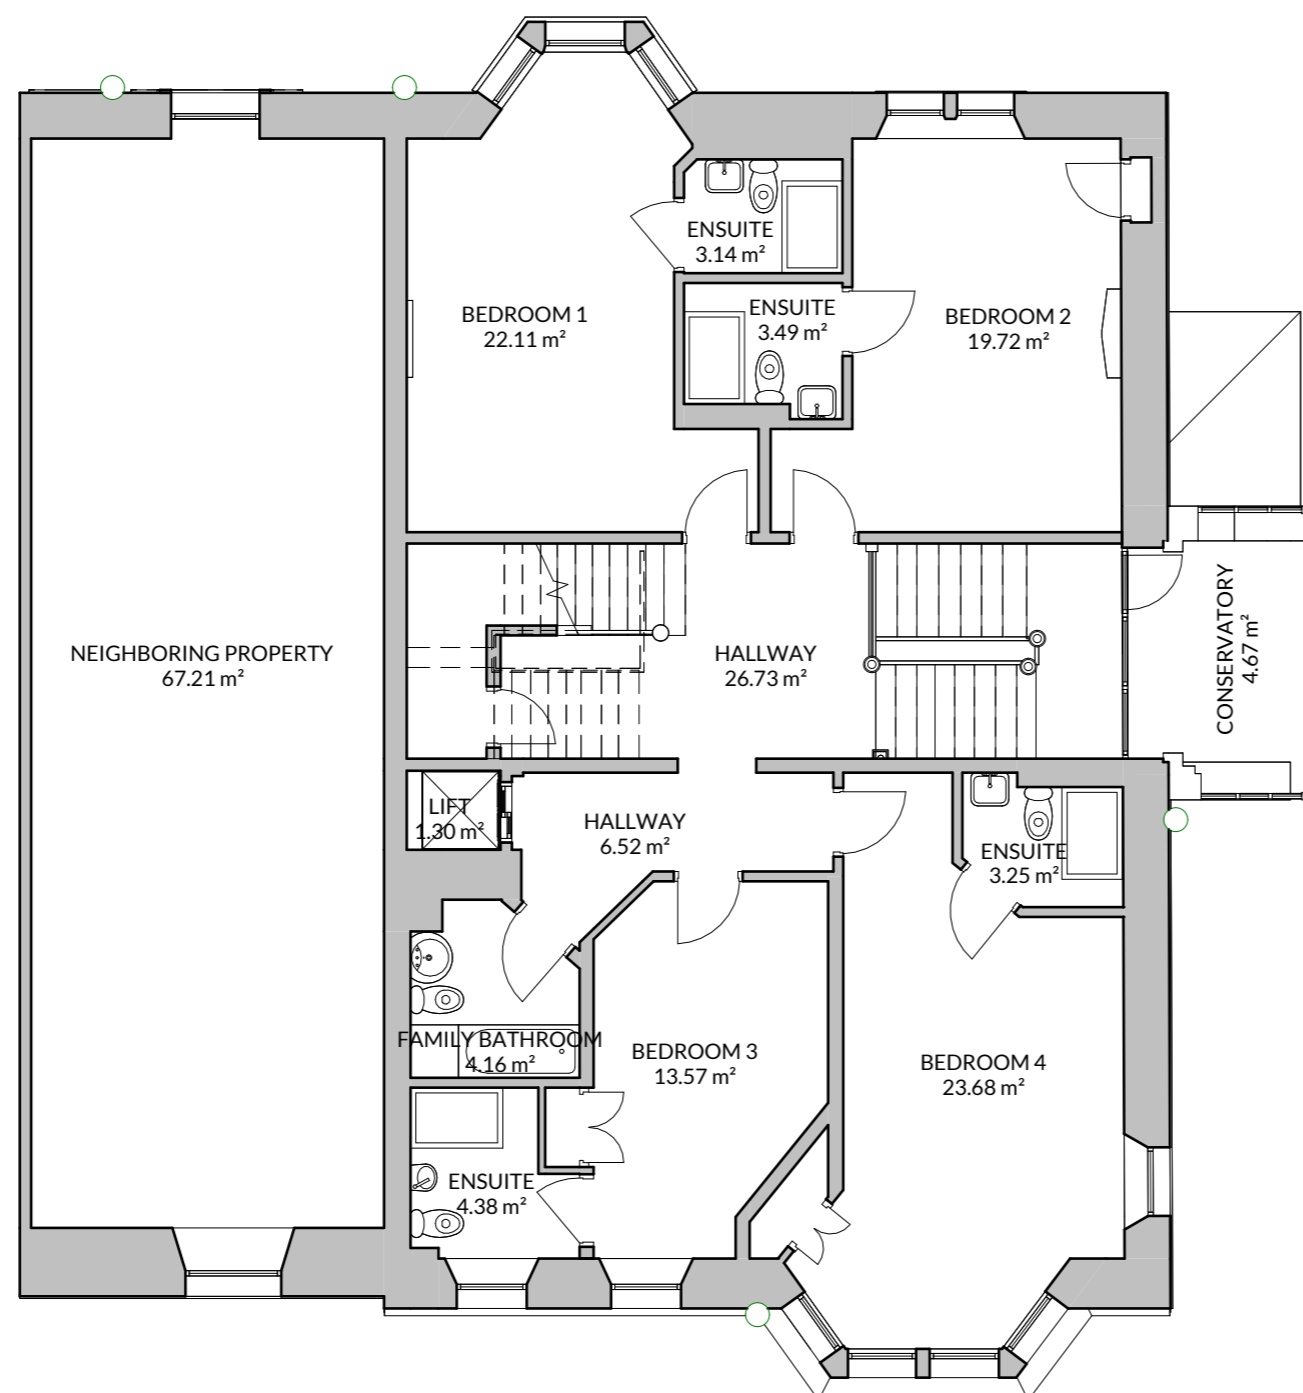 ENSUITE
3.14 m²
BEDROOM 1
22.11 m²
ENSUITE
3.49 m²
BEDROOM 2
19.72 m²
NEIGHBORING PROPERTY
67.21 m²
HALLWAY
26.73 m²
CONSERVATORY
4.67 m²
LIFT
1.30 m²
HALLWAY
6.52 m²
ENSUITE
3.25 m²
FAMILY BATHROOM
4.16 m²
BEDROOM 3
13.57 m²
BEDROOM 4
23.68 m²
ENSUITE
4.38 m²